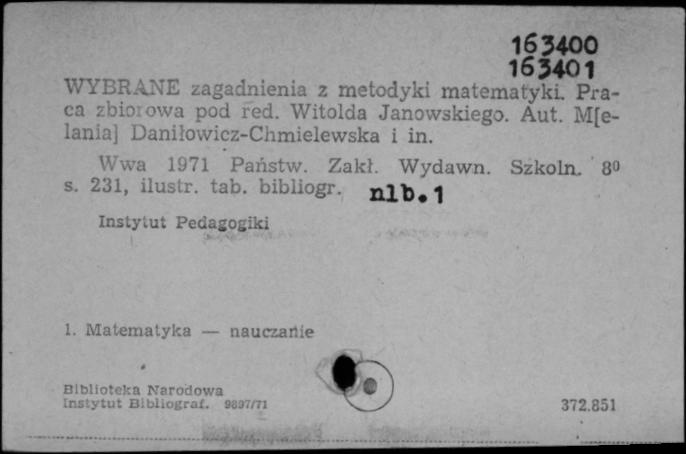 163400
163401
WYBRANE zagadnienia z metodyki matematyki. Pra-
ca zbiorowa pod red. Witolda Janowskiego. Aut. M[e-
lania] Daniłowicz-Chmielewska i in.
Wwa 1971 Państw. Zakł. Wydawn. Szkoln. 8⁰
s. 231, ilustr. tab. bibliogr. nlb.1
Instytut Pedagogiki
1. Matematyka — nauczanie
Biblioteka Narodowa
Instytut Bibliograf. 9897/71
372.851